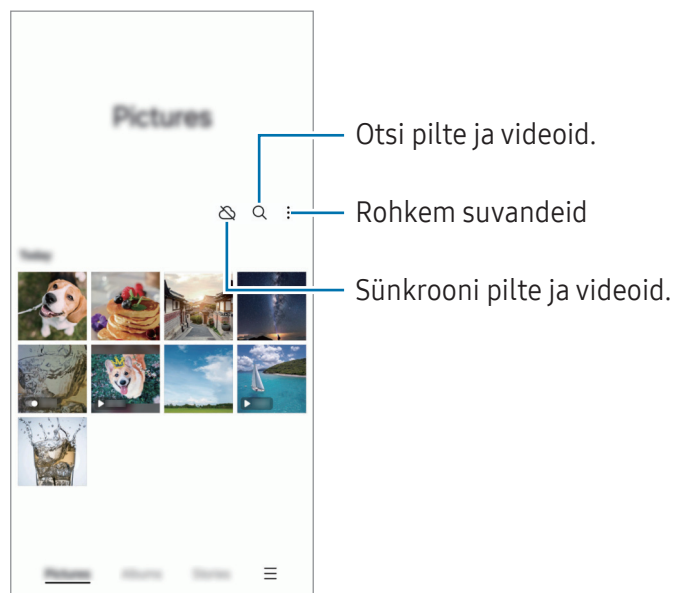 Pictures
Otsi pilte ja videoid.
Rohkem suvandeid
Sünkrooni pilte ja videoid.
Today
Pictures Albums Stories